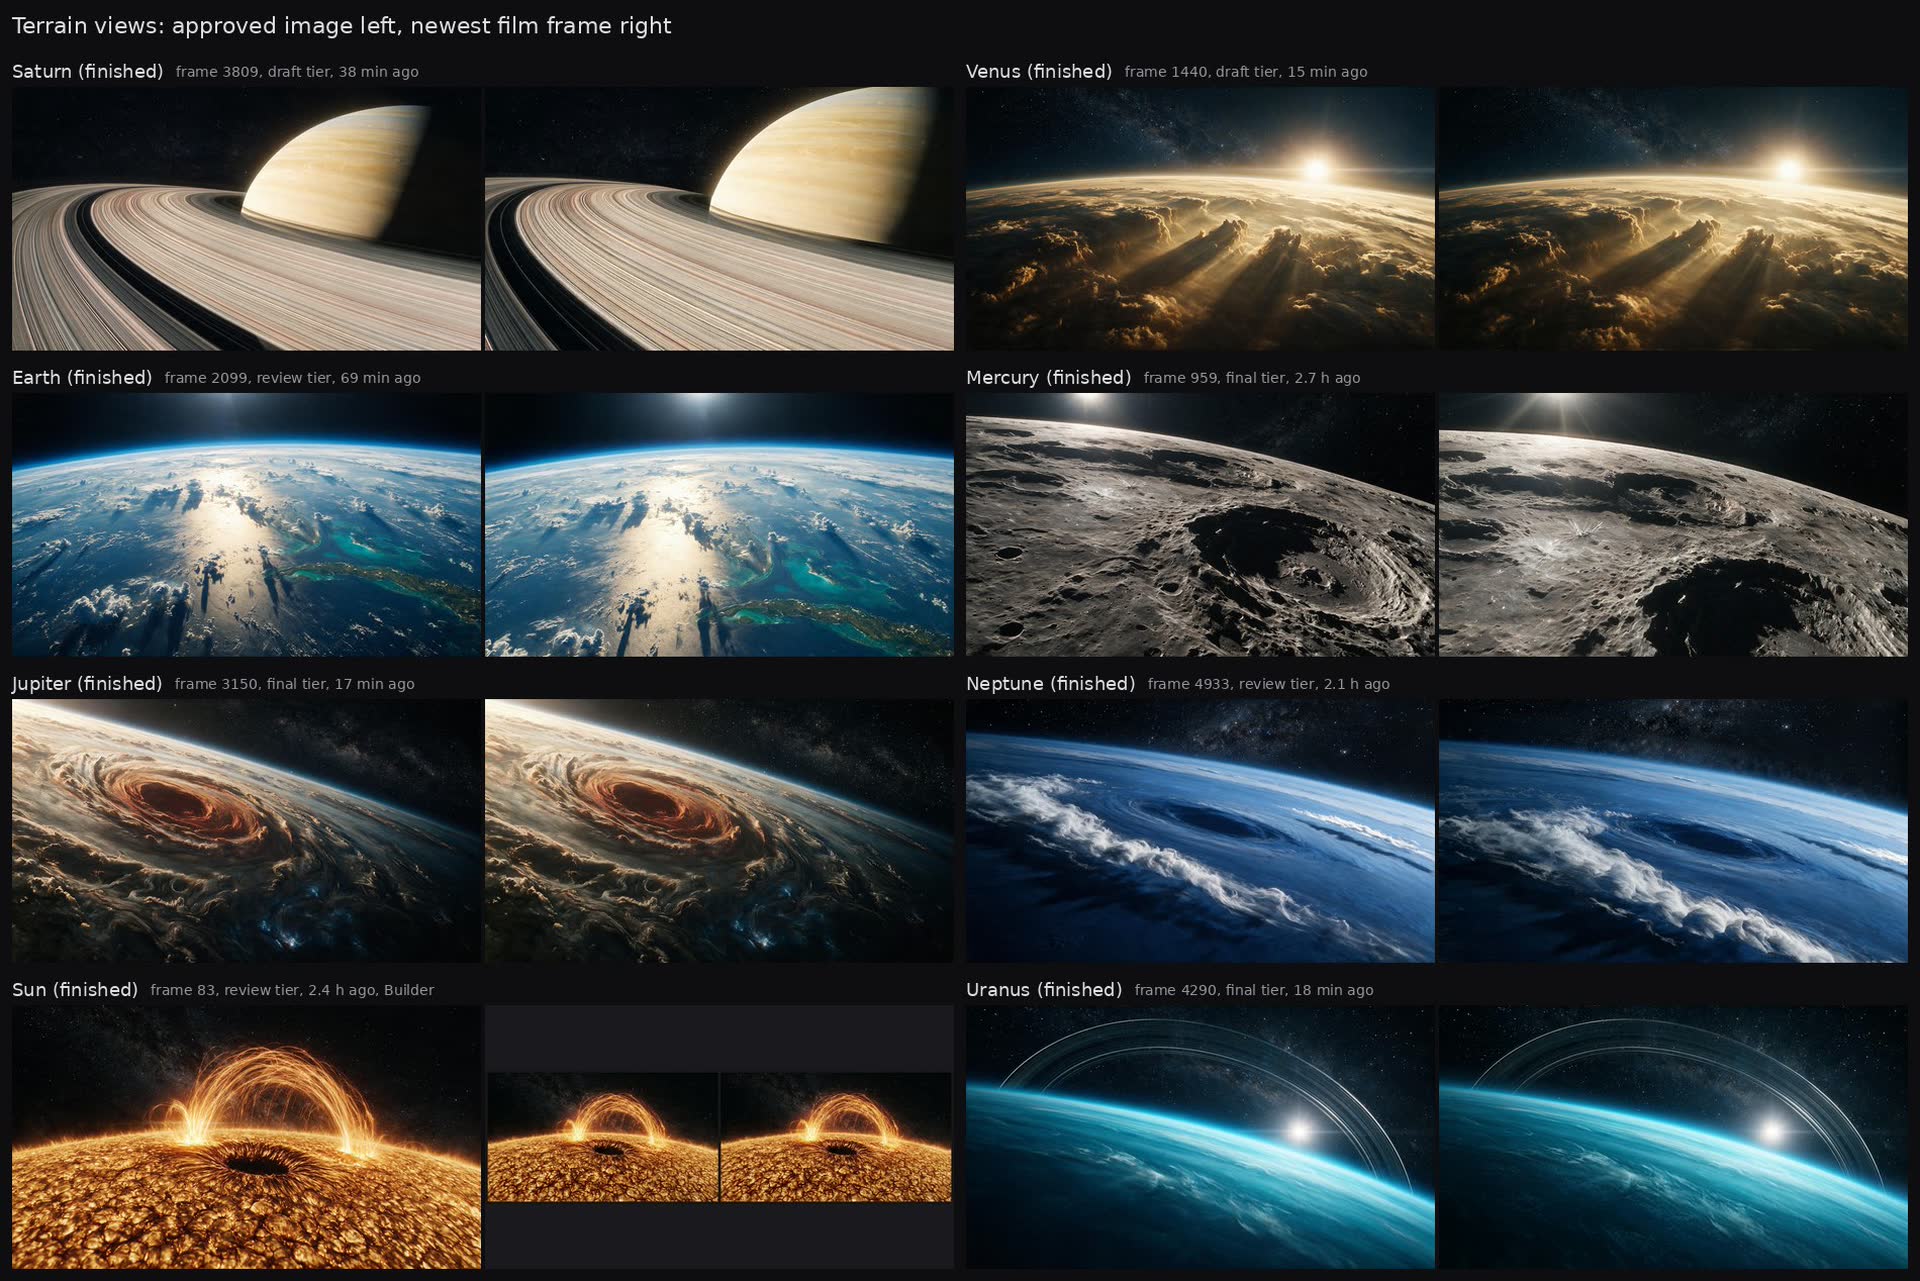 Terrain views: approved image left, newest film frame right
Saturn (finished) frame 3809, draft tier, 38 min ago
Venus (finished) frame 1440, draft tier, 15 min ago
Earth (finished) frame 2099, review tier, 69 min ago
Mercury (finished) frame 959, final tier, 2.7 h ago
Jupiter (finished) frame 3150, final tier, 17 min ago
Neptune (finished) frame 4933, review tier, 2.1 h ago
Sun (finished) frame 83, review tier, 2.4 h ago, Builder
Uranus (finished) frame 4290, final tier, 18 min ago